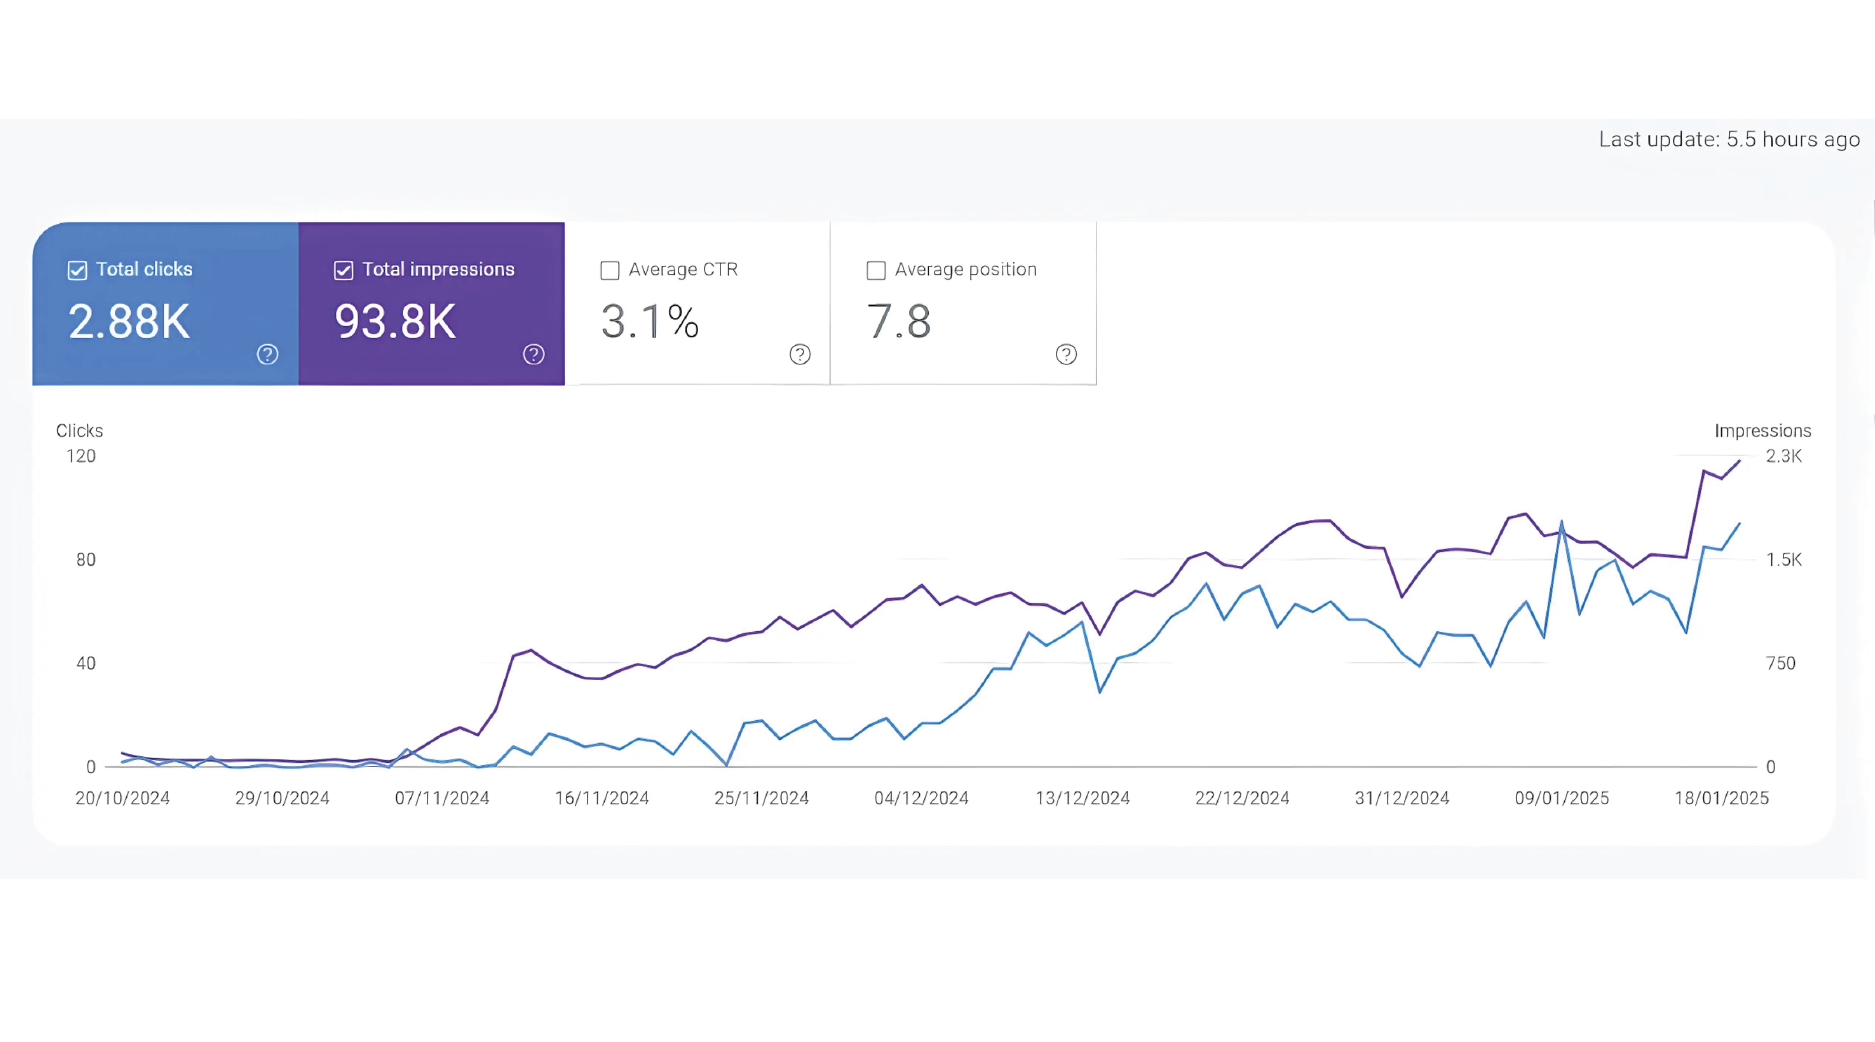 Last update: 5.5 hours ago
Total clicks
2.88K
Total impressions
93.8K
Average CTR
3.1%
Average position
7.8
Clicks
Impressions
120
2.3K
80
1.5K
40
750
0
0
20/10/2024 29/10/2024 07/11/2024 16/11/2024 25/11/2024 04/12/2024 13/12/2024 22/12/2024 31/12/2024 09/01/2025 18/01/2025